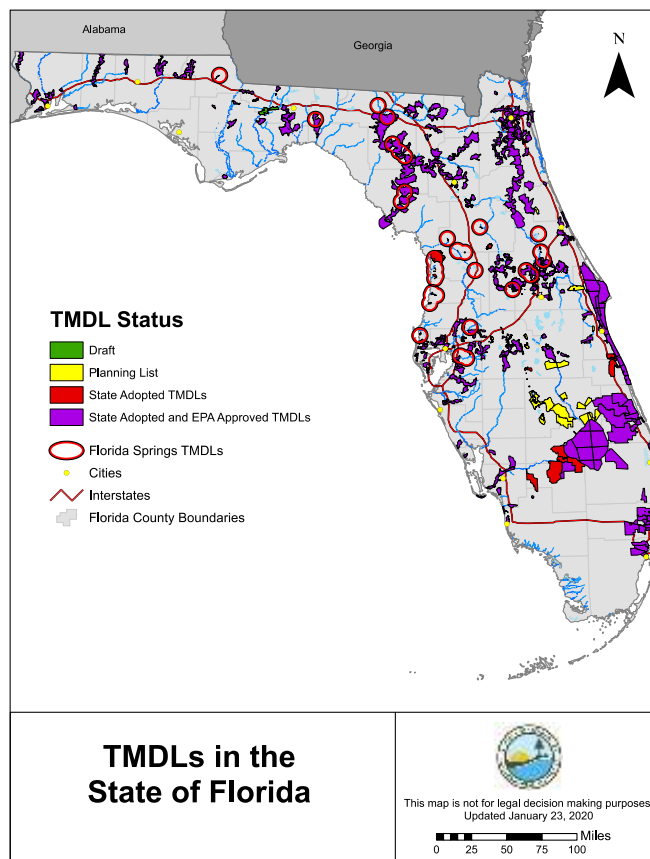 Alabama
Georgia
N
TMDL Status
Draft
Planning List
State Adopted TMDLs
State Adopted and EPA Approved TMDLs
Florida Springs TMDLs
Cities
Interstates
Florida County Boundaries
TMDLs in the
State of Florida
This map is not for legal decision making purposes
Updated January 23, 2020
Miles
0 25 50 75 100